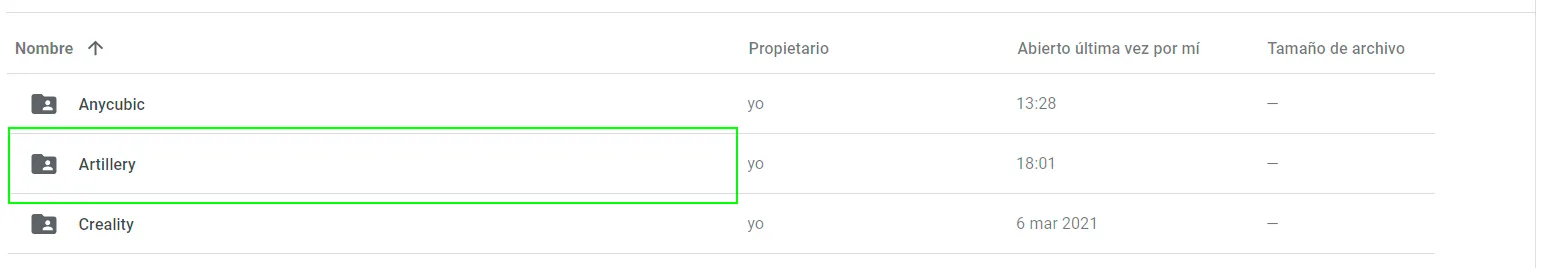 Nombre Propietario Abierto última vez por mí Tamaño de archivo
Anycubic yo 13:28 —
Artillery yo 18:01 —
Creality yo 6 mar 2021 —